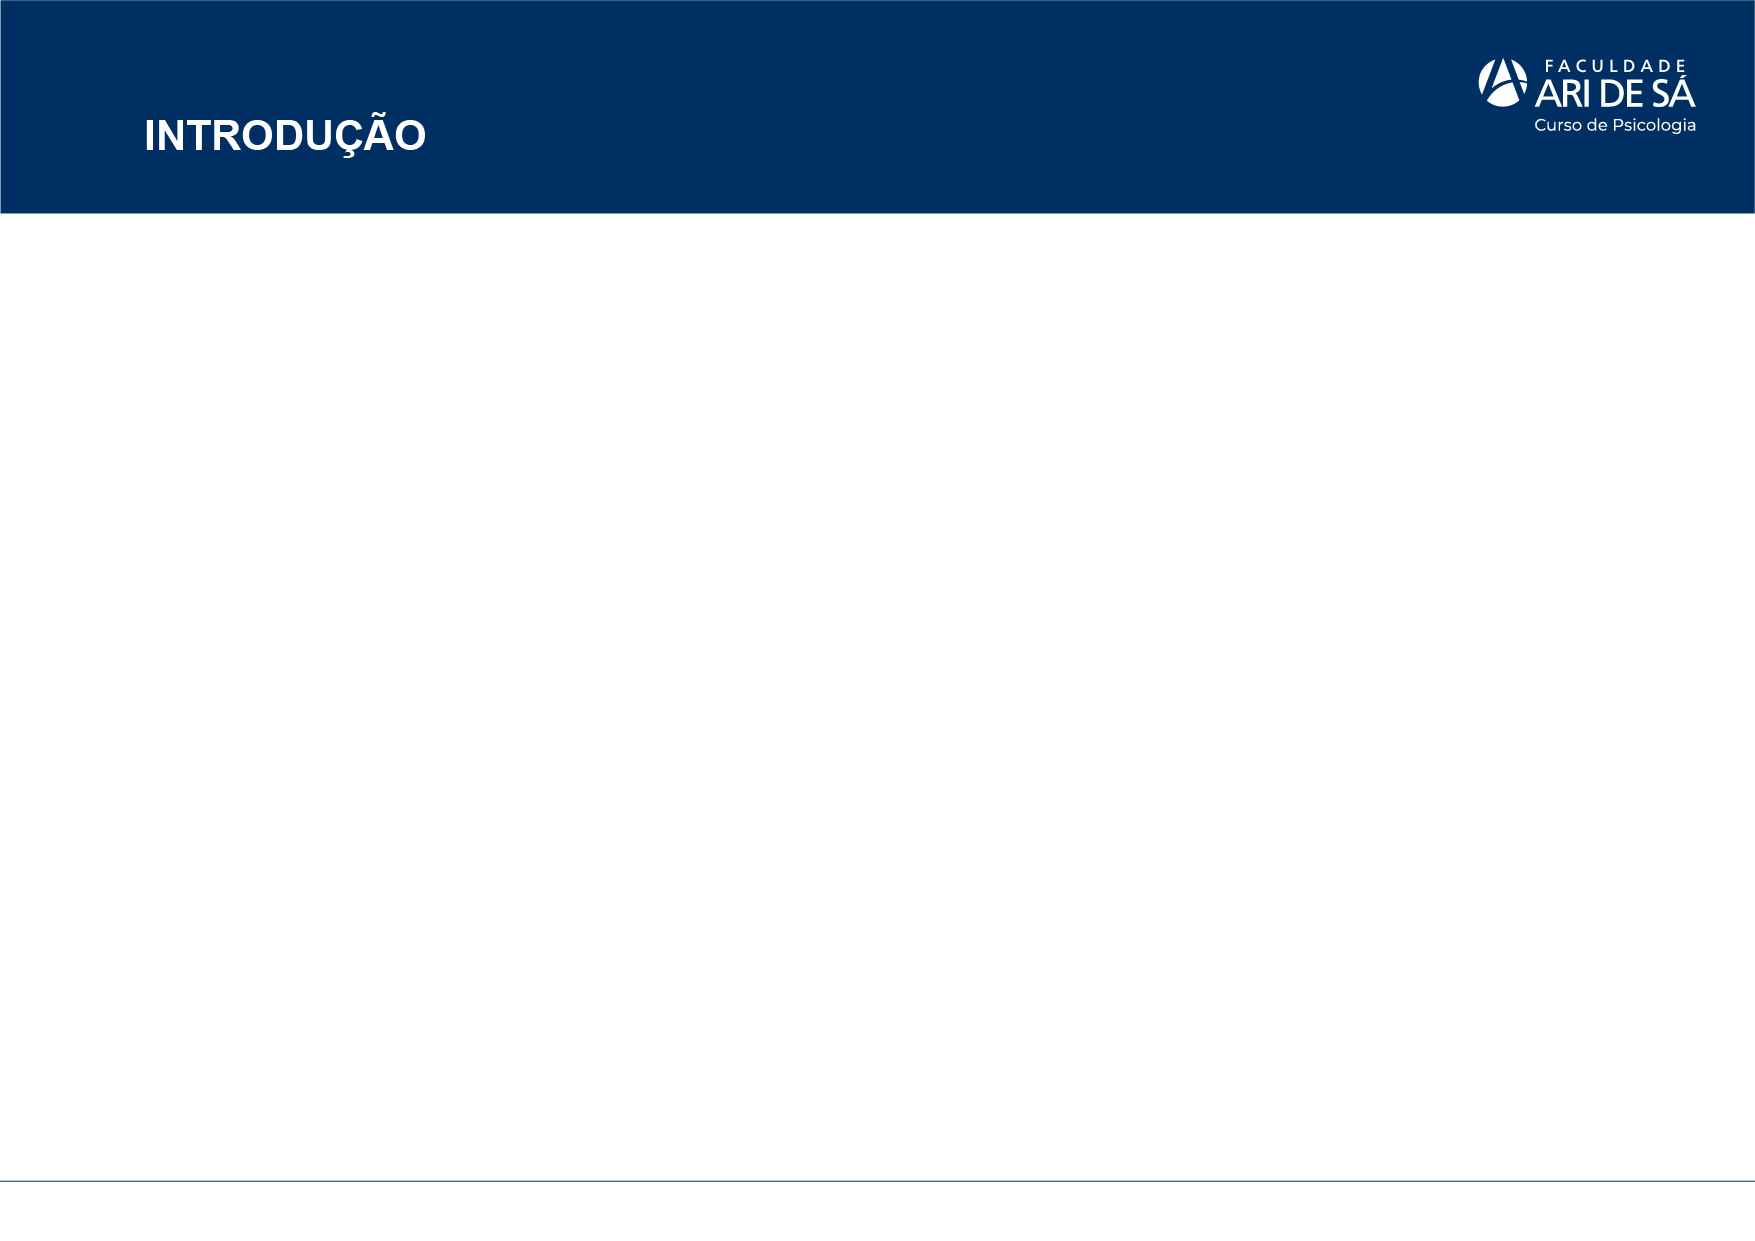 FACULDADE
ARI DE SÁ
Curso de Psicologia
INTRODUÇÃO